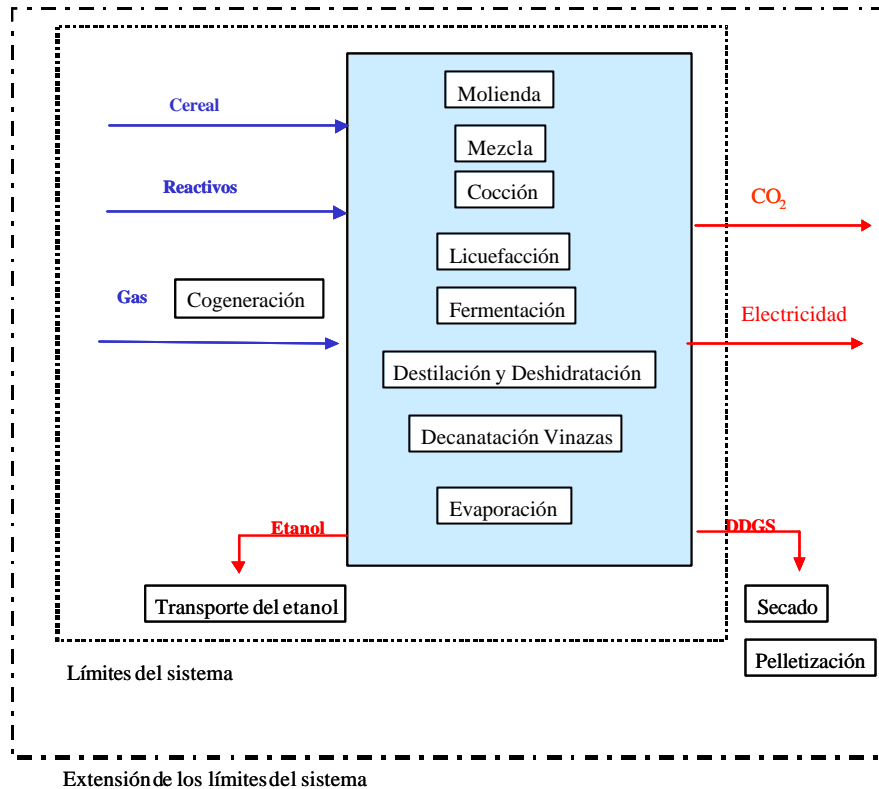 Molienda
Cereal
Mezcla
Reactivos
Cocción
CO₂
Licuefacción
Gas
Cogeneración
Fermentación
Electricidad
Destilación y Deshidratación
Decanatación Vinazas
Evaporación
Etanol
DDGS
Transporte del etanol
Secado
Pelletización
Límites del sistema
Extensión de los límites del sistema